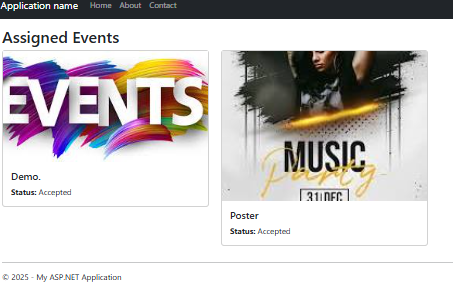 Application name Home About Contact
Assigned Events
EVENTS
Demo.
Status: Accepted
MUSIC
Party
31 DEC
Poster
Status: Accepted
© 2025 - My ASP.NET Application